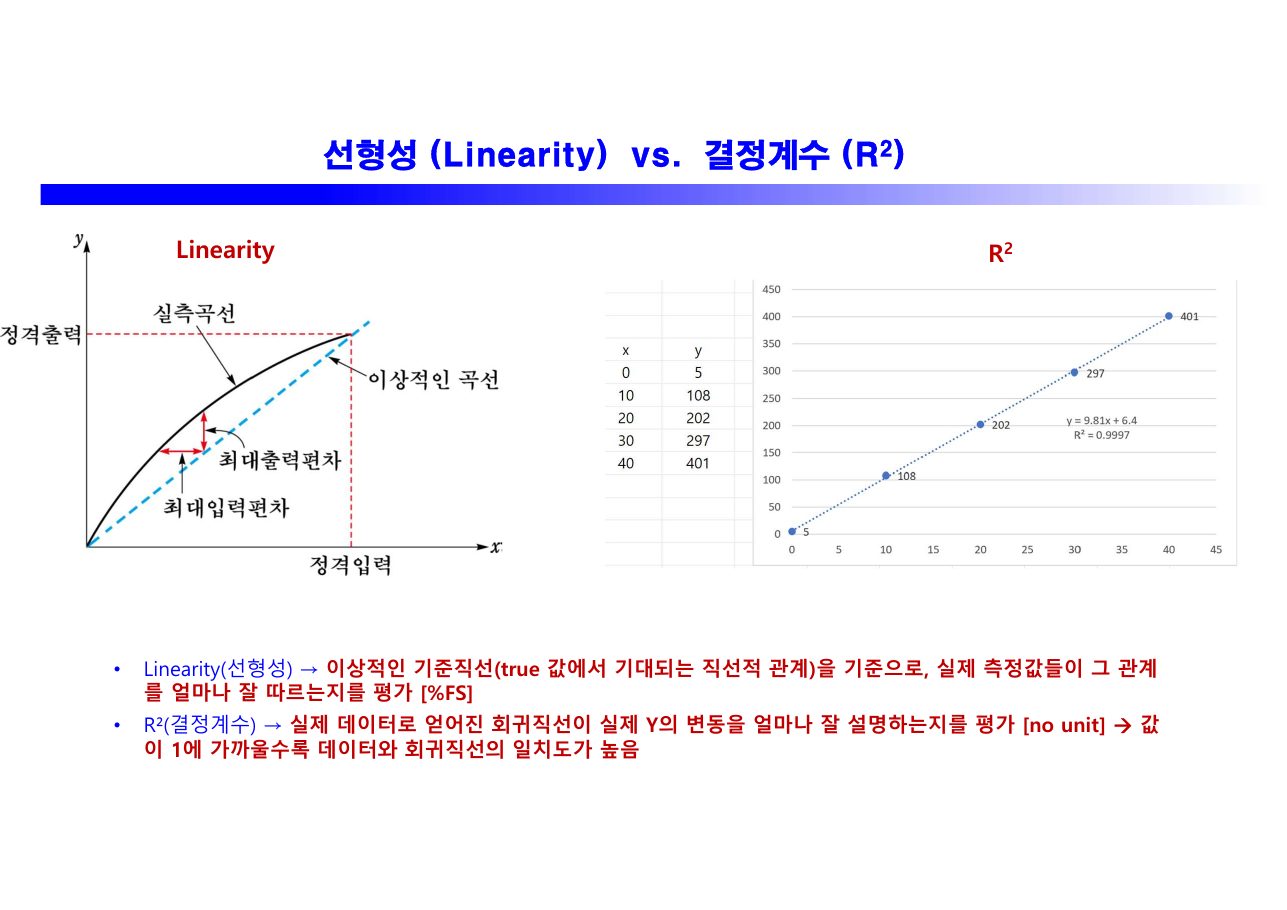 선형성 (Linearity) vs. 결정계수 (R²)
Linearity
y
실측곡선
정격출력
이상적인 곡선
최대출력편차
최대입력편차
x
정격입력
R²
x y
0 5
10 108
20 202
30 297
40 401
450
400
350
300
250
200
150
100
50
0
0 5 10 15 20 25 30 35 40 45
5
108
202
297
401
y = 9.81x + 6.4
R² = 0.9997
• Linearity(선형성) → 이상적인 기준직선(true 값에서 기대되는 직선적 관계)을 기준으로, 실제 측정값들이 그 관계
를 얼마나 잘 따르는지를 평가 [%FS]
• R²(결정계수) → 실제 데이터로 얻어진 회귀직선이 실제 Y의 변동을 얼마나 잘 설명하는지를 평가 [no unit] → 값
이 1에 가까울수록 데이터와 회귀직선의 일치도가 높음